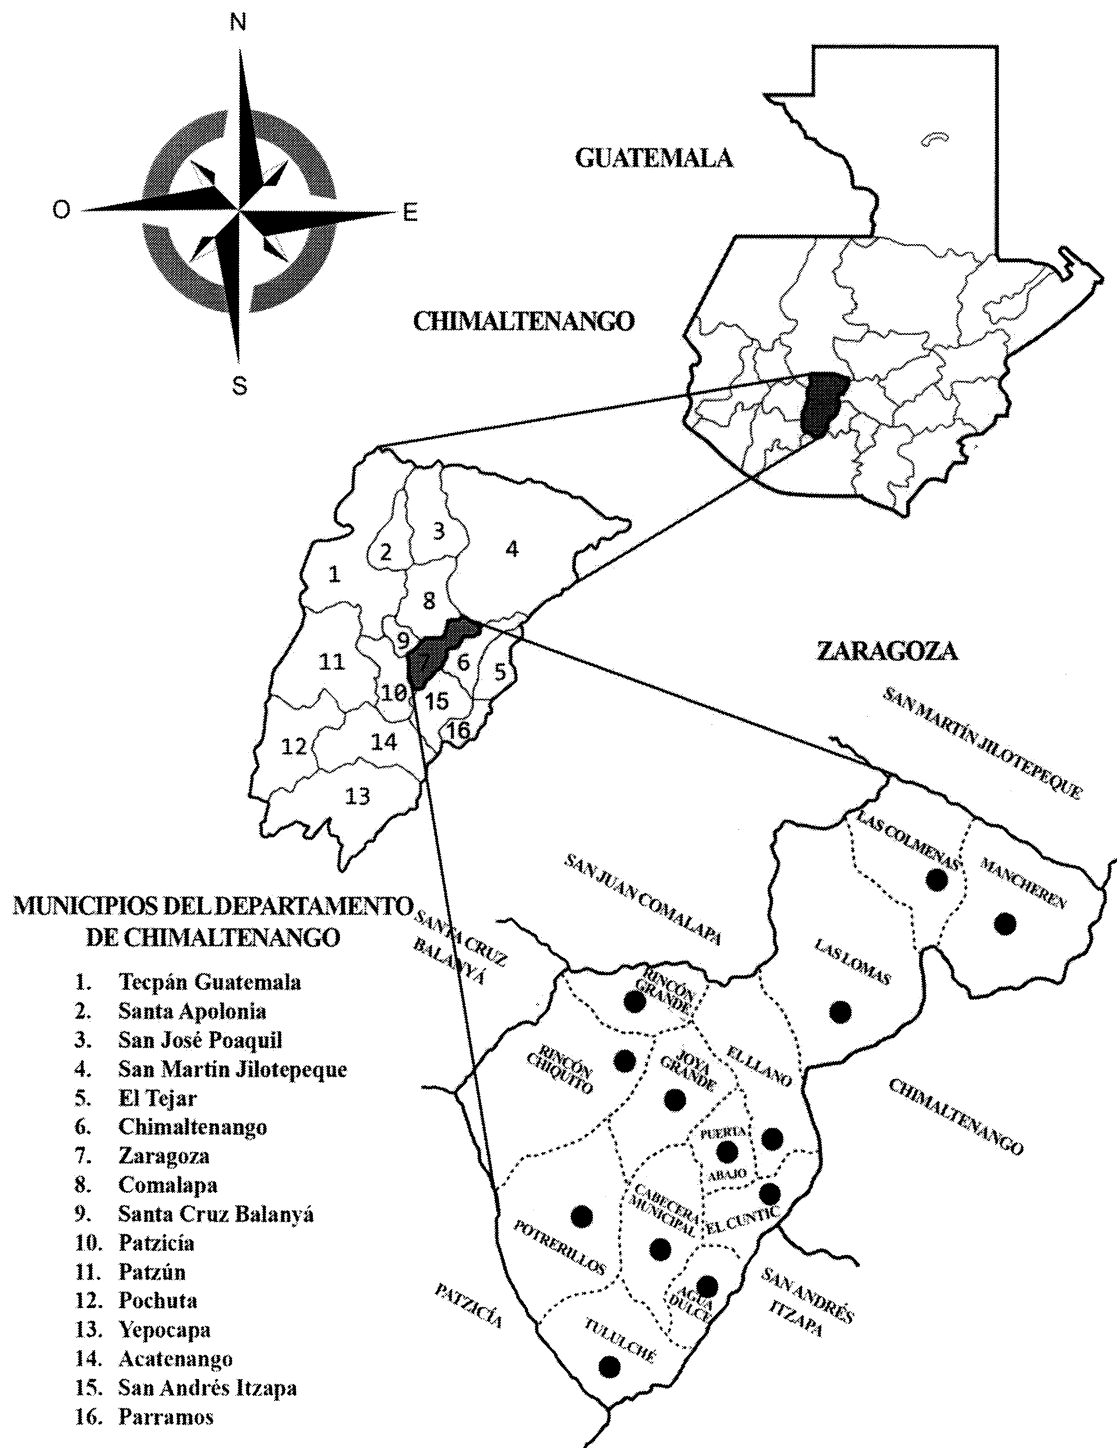 N
O
E
S
GUATEMALA
CHIMALTENANGO
1
2
3
4
8
9
7
6
5
11
10
15
16
12
14
13
ZARAGOZA
SAN MARTÍN JILOTEPEQUE
LAS COLMENAS
MANCHEREN
SAN JUAN COMALAPA
SANTA CRUZ
BALANYÁ
LAS LOMAS
RINCÓN
GRANDE
RINCÓN
CHIQUITO
JOYA
GRANDE
EL LLANO
CHIMALTENANGO
PUERTA
ABAJO
CABECERA
MUNICIPAL
EL CUNTIC
POTRERILLOS
AGUA
DULCE
SAN ANDRÉS
ITZAPA
PATZICÍA
TULULCHÉ
MUNICIPIOS DEL DEPARTAMENTO
DE CHIMALTENANGO
1. Tecpán Guatemala
2. Santa Apolonia
3. San José Poaquil
4. San Martín Jilotepeque
5. El Tejar
6. Chimaltenango
7. Zaragoza
8. Comalapa
9. Santa Cruz Balanyá
10. Patzicía
11. Patzún
12. Pochuta
13. Yepocapa
14. Acatenango
15. San Andrés Itzapa
16. Parramos